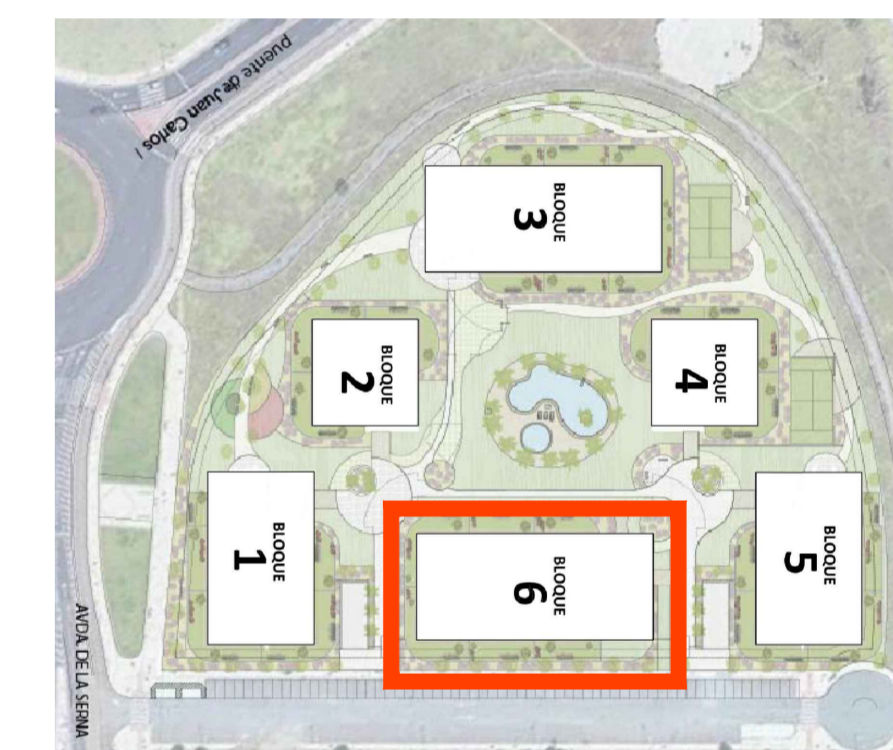 puente de Juan Carlos I
BLOQUE
3
BLOQUE
2
BLOQUE
4
BLOQUE
1
BLOQUE
6
BLOQUE
5
AVDA. DE LA SERNA